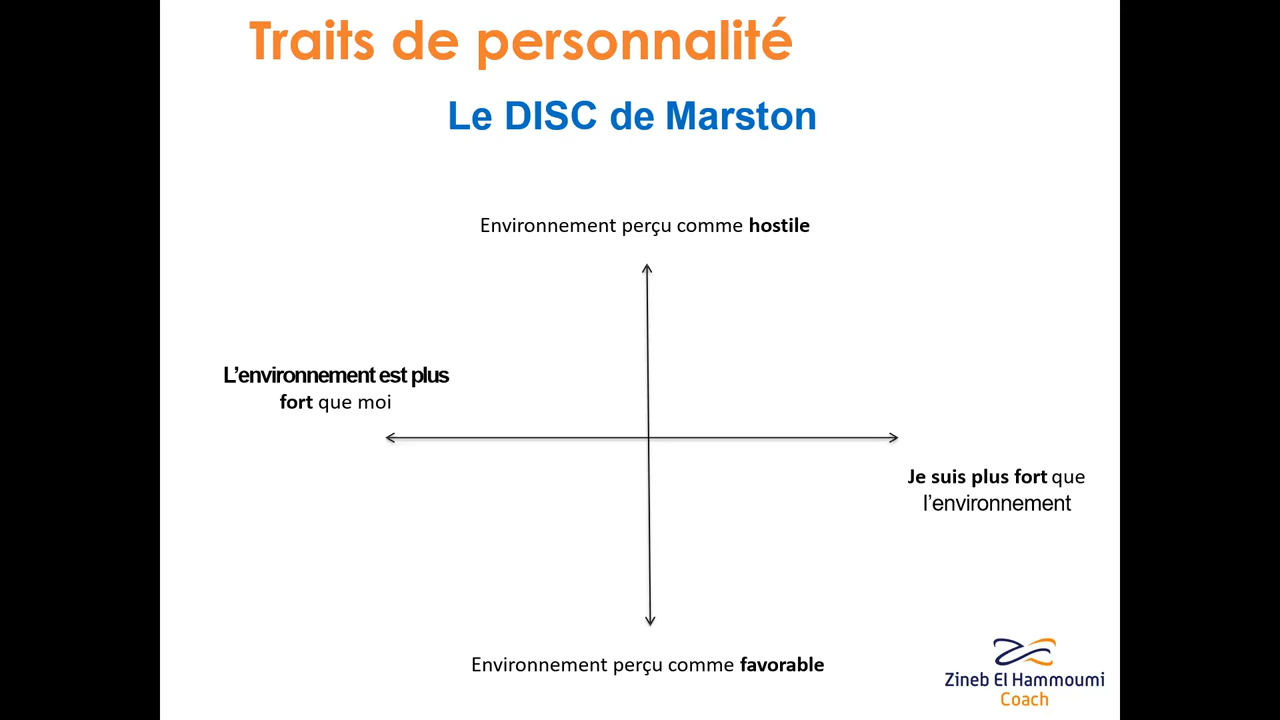 Traits de personnalité
Le DISC de Marston
Environnement perçu comme hostile
L’environnement est plus
fort que moi
Je suis plus fort que
l’environnement
Environnement perçu comme favorable
Zineb El Hammoumi
Coach